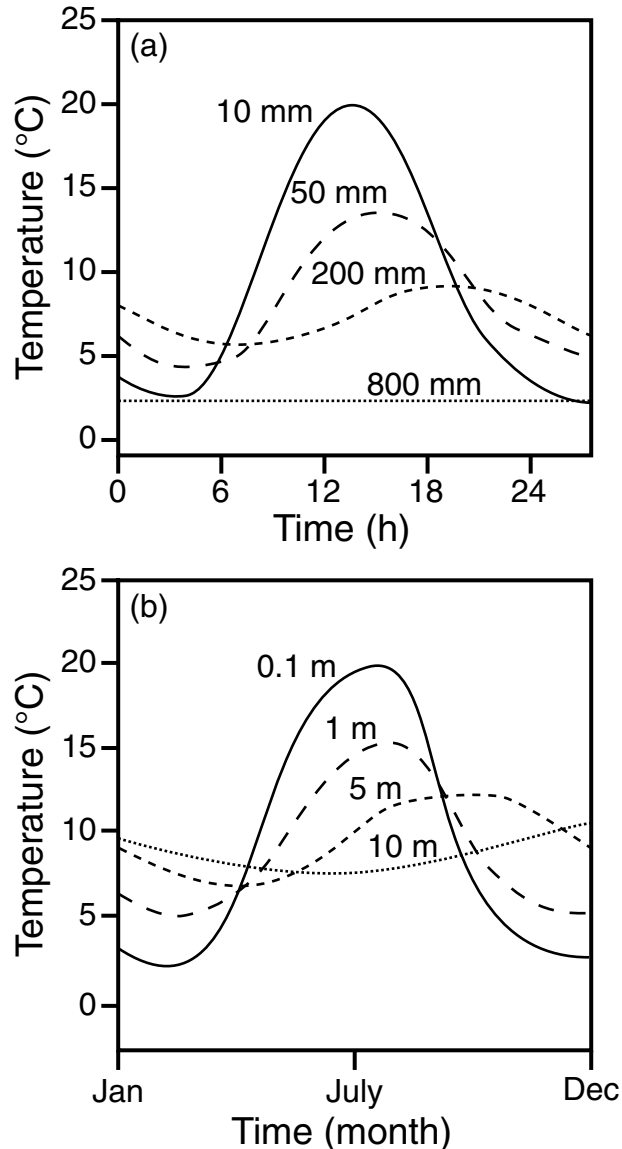 (a)
25
20
15
10
5
0
Temperature (°C)
10 mm
50 mm
200 mm
800 mm
0 6 12 18 24
Time (h)
(b)
25
20
15
10
5
0
Temperature (°C)
0.1 m
1 m
5 m
10 m
Jan July Dec
Time (month)